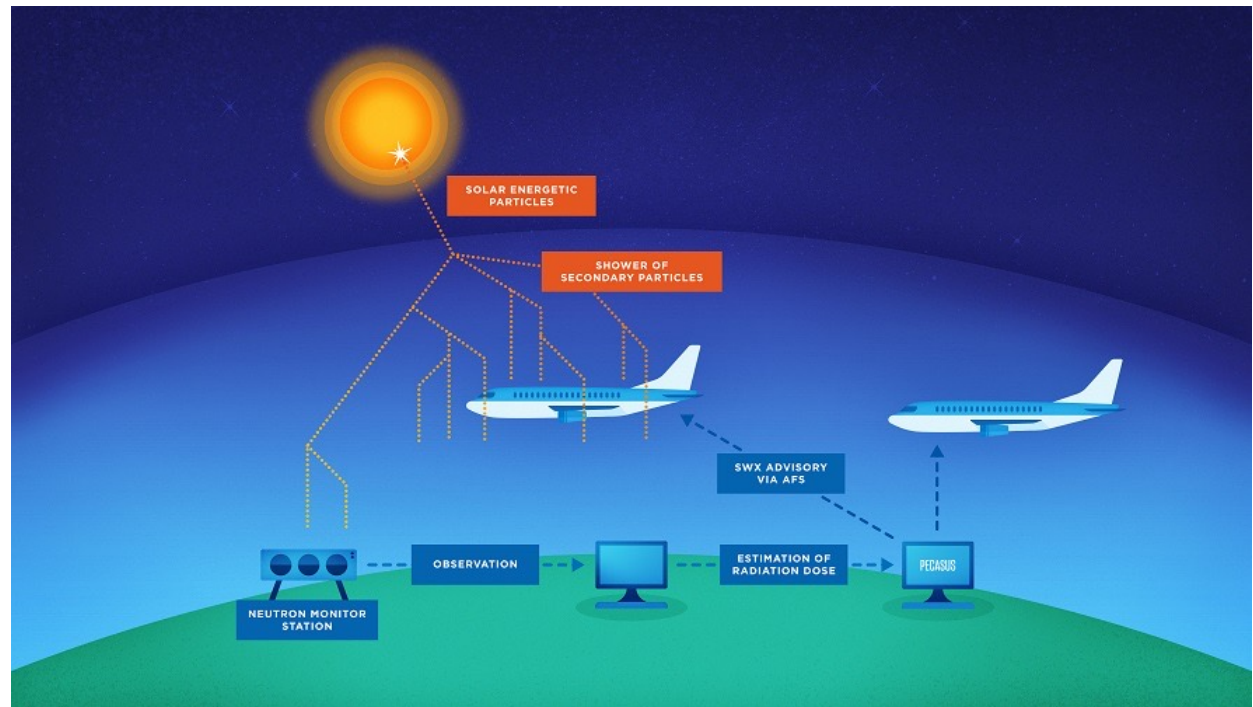 SOLAR ENERGETIC
PARTICLES
SHOWER OF
SECONDARY PARTICLES
SWX ADVISORY
VIA AFS
OBSERVATION
ESTIMATION OF
RADIATION DOSE
PECASUS
NEUTRON MONITOR
STATION